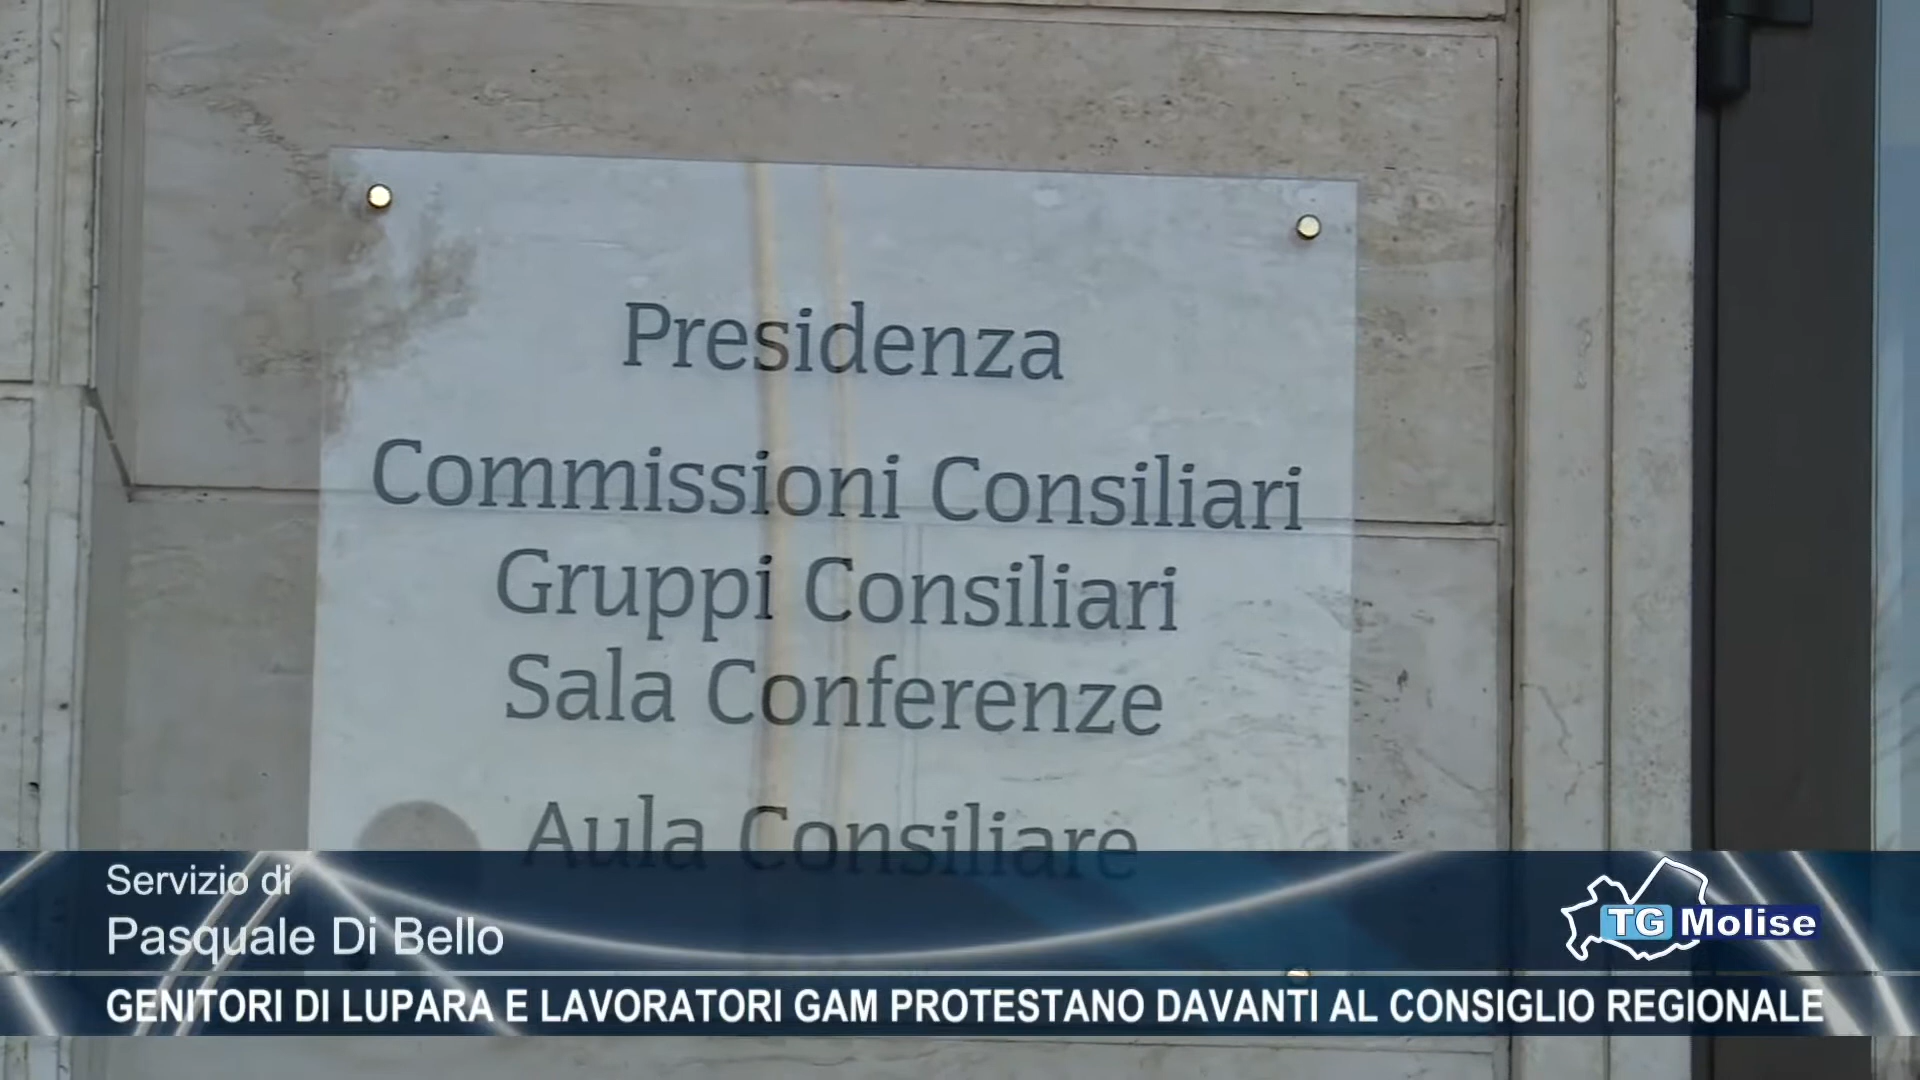 Presidenza
Commissioni Consiliari
Gruppi Consiliari
Sala Conferenze
Aula Consiliare
Servizio di
Pasquale Di Bello
TG Molise
GENITORI DI LUPARA E LAVORATORI GAM PROTESTANO DAVANTI AL CONSIGLIO REGIONALE